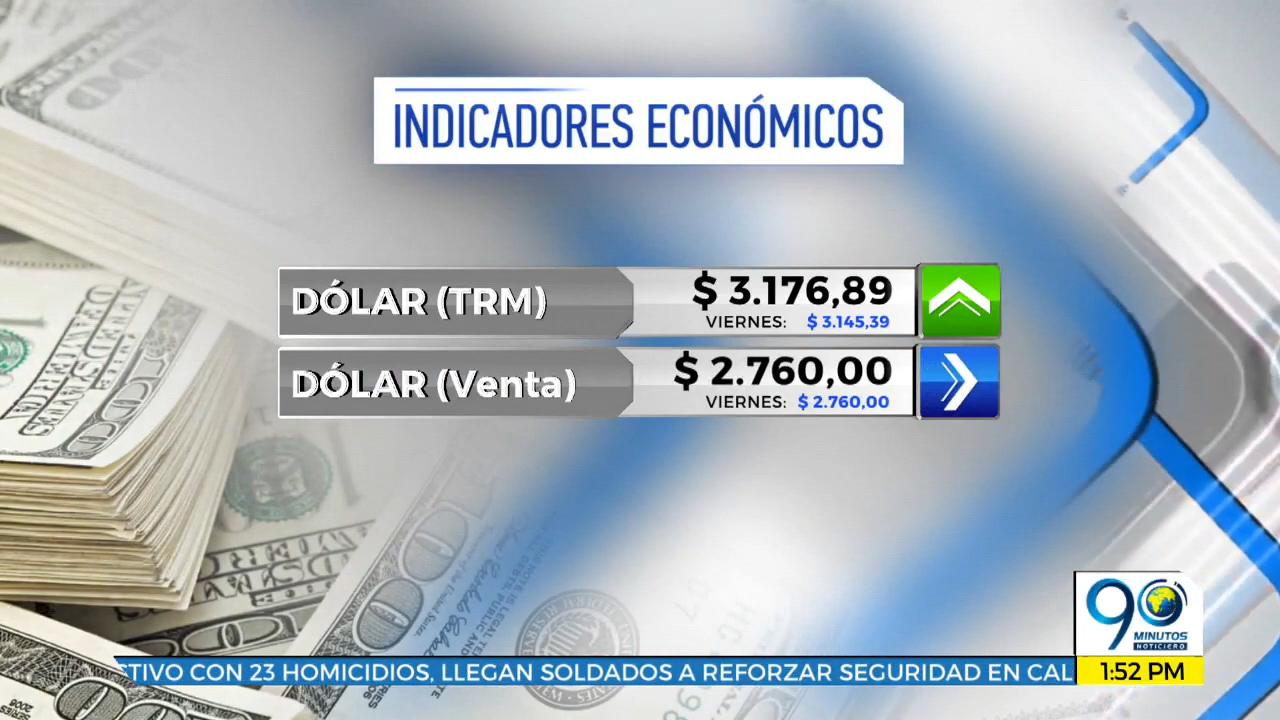 INDICADORES ECONÓMICOS
DÓLAR (TRM)
$ 3.176,89
VIERNES: $ 3.145,39
DÓLAR (Venta)
$ 2.760,00
VIERNES: $ 2.760,00
90
MINUTOS
NOTICIERO
STIVO CON 23 HOMICIDIOS, LLEGAN SOLDADOS A REFORZAR SEGURIDAD EN CAL
1:52 PM